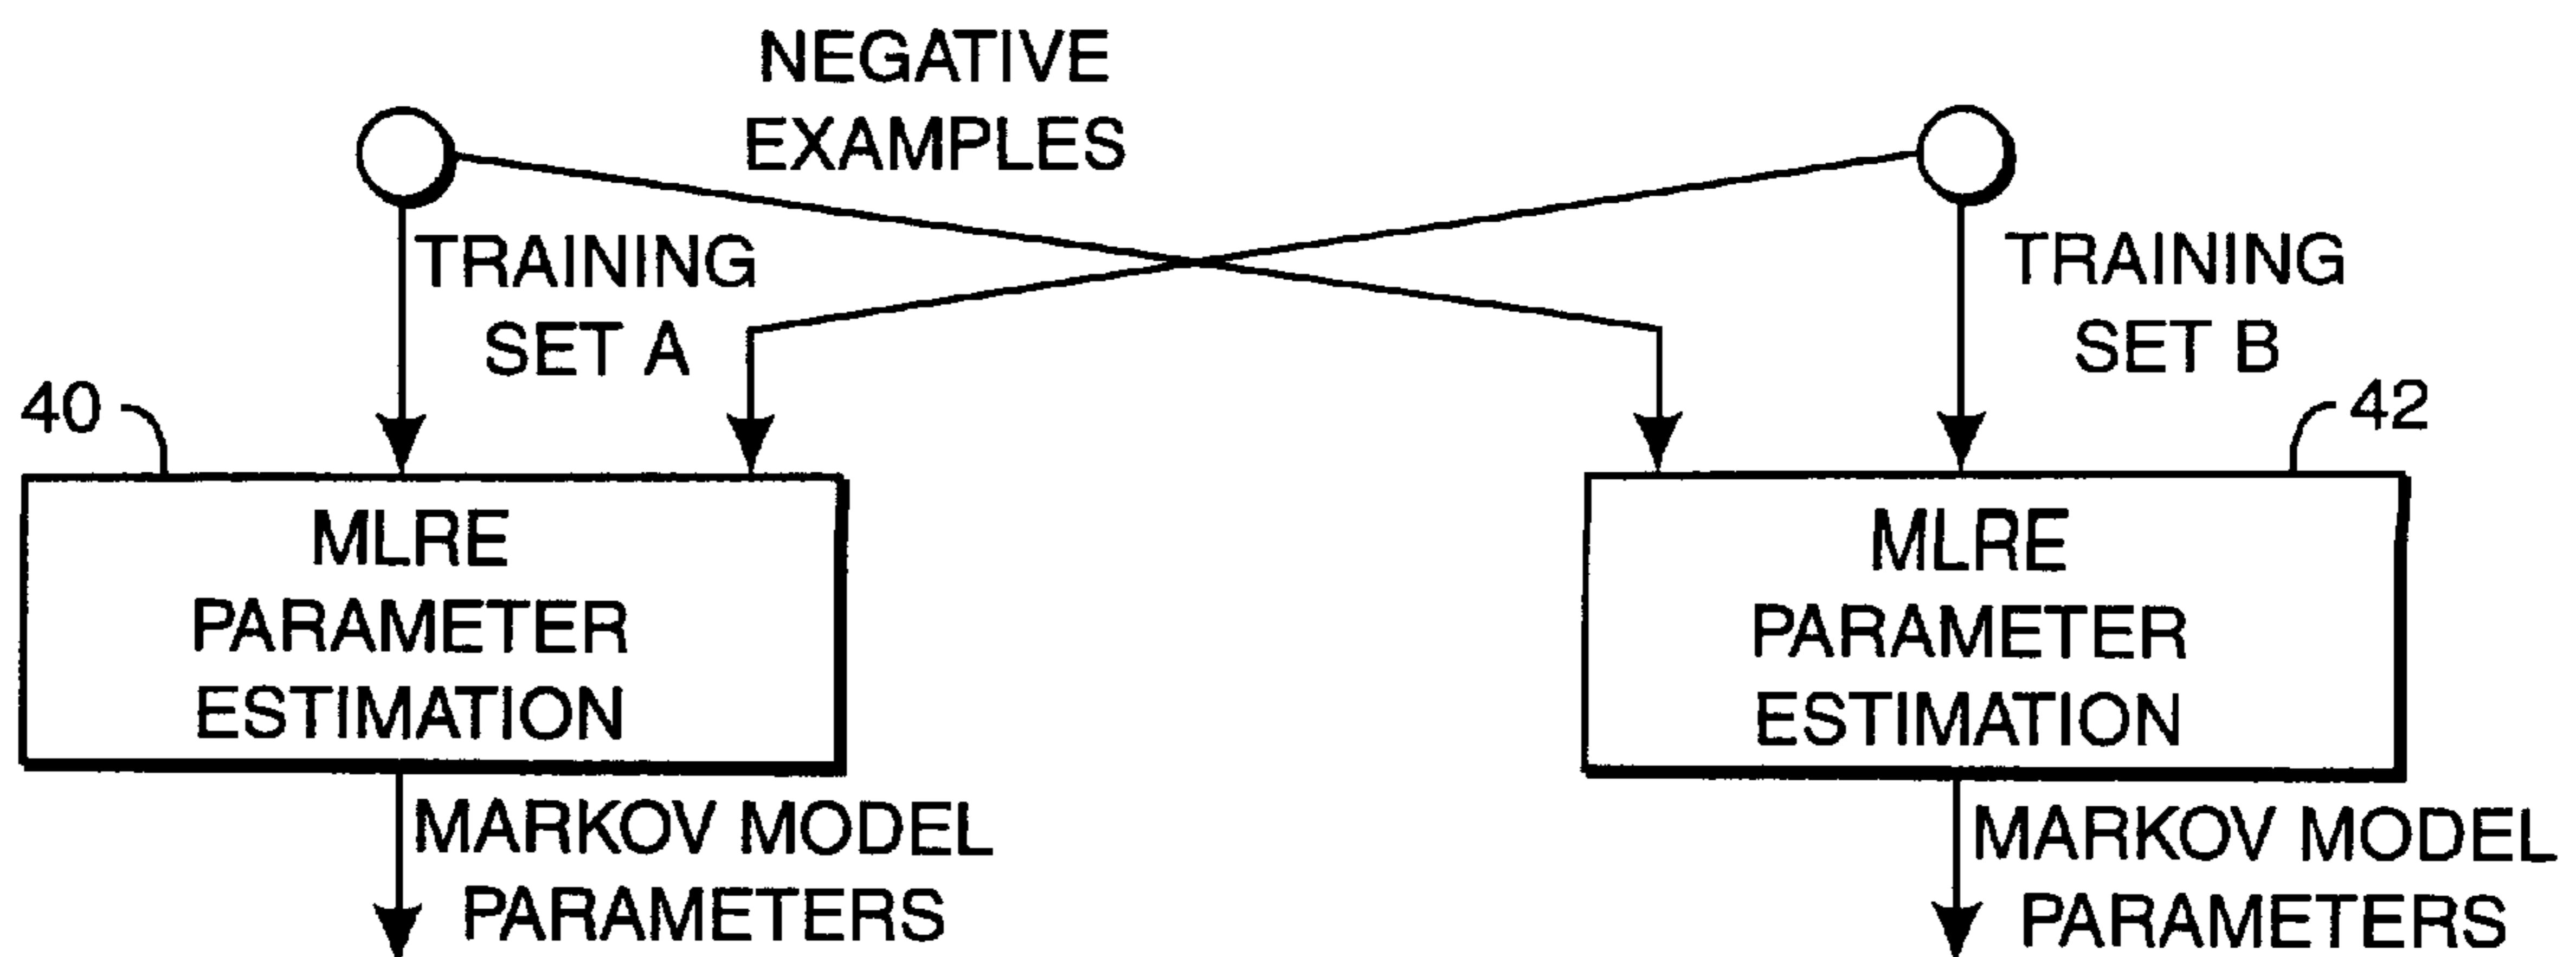 NEGATIVE
EXAMPLES
TRAINING
SET A
TRAINING
SET B
40
42
MLRE
PARAMETER
ESTIMATION
MLRE
PARAMETER
ESTIMATION
MARKOV MODEL
PARAMETERS
MARKOV MODEL
PARAMETERS